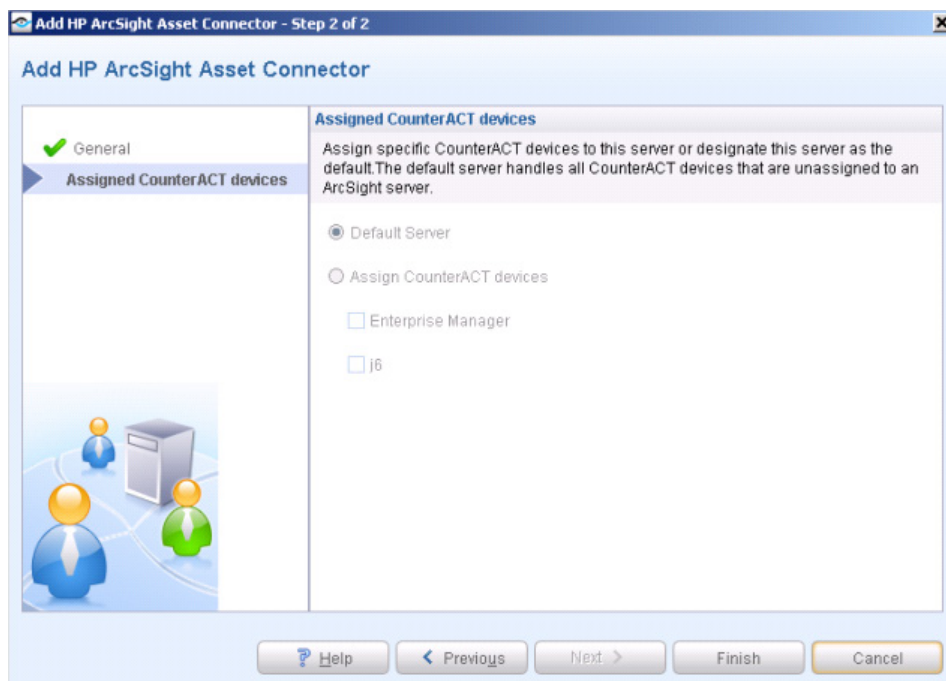 Add HP ArcSight Asset Connector - Step 2 of 2
Add HP ArcSight Asset Connector
General
Assigned CounterACT devices
Assigned CounterACT devices
Assign specific CounterACT devices to this server or designate this server as the
default.The default server handles all CounterACT devices that are unassigned to an
ArcSight server.
Default Server
Assign CounterACT devices
Enterprise Manager
j6
Help
Previous
Next
Finish
Cancel